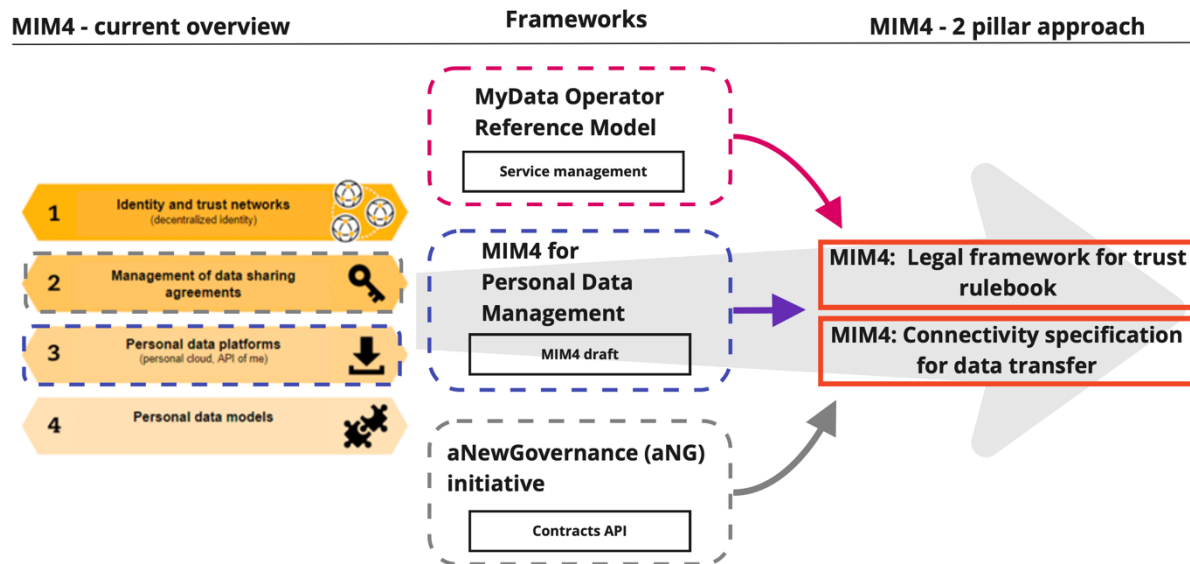 MIM4 - current overview
Frameworks
MIM4 - 2 pillar approach
1
Identity and trust networks
(decentralized identity)
2
Management of data sharing
agreements
3
Personal data platforms
(personal cloud, API of me)
4
Personal data models
MyData Operator
Reference Model
Service management
MIM4 for
Personal Data
Management
MIM4 draft
aNewGovernance (aNG)
initiative
Contracts API
MIM4: Legal framework for trust
rulebook
MIM4: Connectivity specification
for data transfer